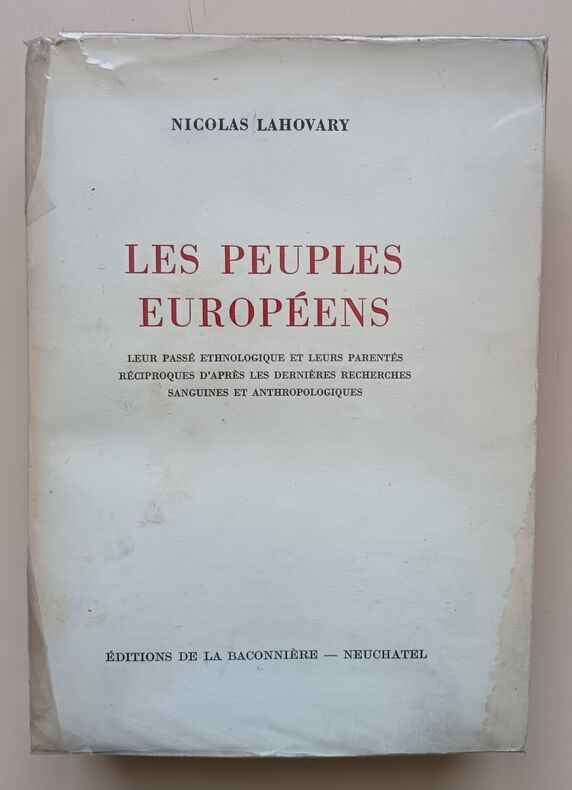 NICOLAS LAHOVARY
LES PEUPLES
EUROPÉENS
LEUR PASSÉ ETHNOLOGIQUE ET LEURS PARENTÉS
RÉCIPROQUES D'APRÈS LES DERNIÈRES RECHERCHES
SANGUINES ET ANTHROPOLOGIQUES
ÉDITIONS DE LA BACONNIÈRE — NEUCHATEL